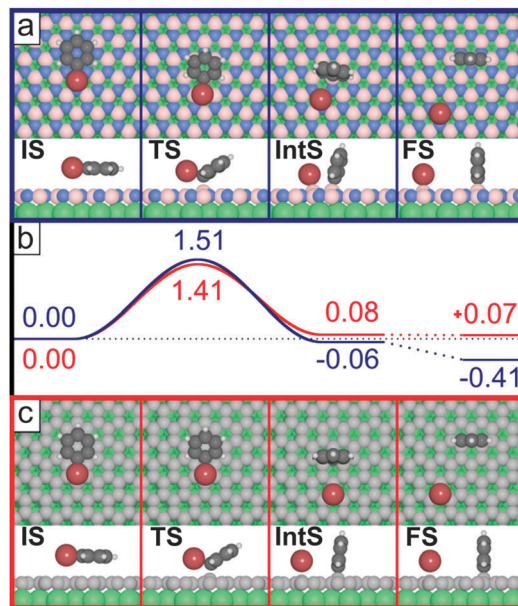 a
IS TS IntS FS
b
1.51
0.00 1.41 0.08 +0.07
0.00 -0.06 -0.41
c
IS TS IntS FS